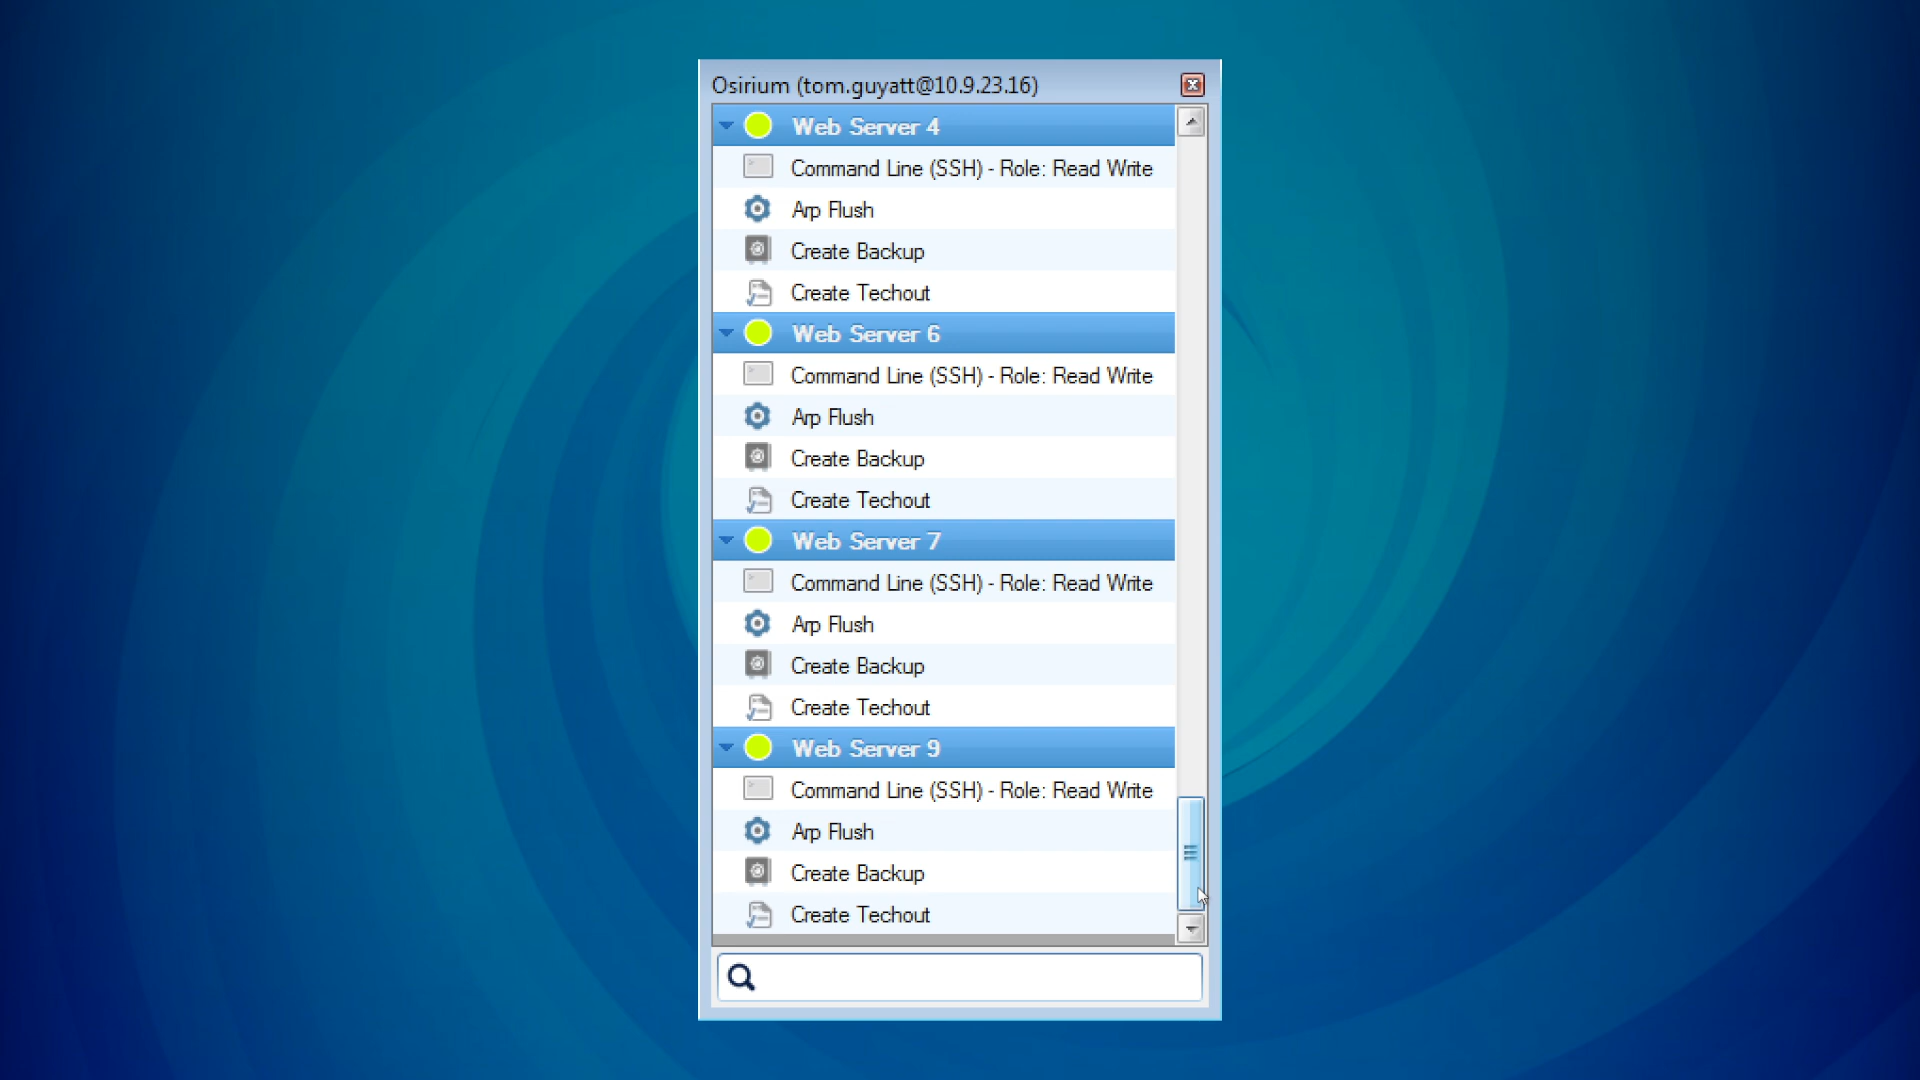 Osirium (tom.guyatt@10.9.23.16)
Web Server 4
Command Line (SSH) - Role: Read Write
Arp Flush
Create Backup
Create Techout
Web Server 6
Command Line (SSH) - Role: Read Write
Arp Flush
Create Backup
Create Techout
Web Server 7
Command Line (SSH) - Role: Read Write
Arp Flush
Create Backup
Create Techout
Web Server 9
Command Line (SSH) - Role: Read Write
Arp Flush
Create Backup
Create Techout